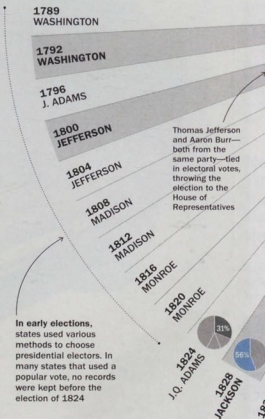 1789
WASHINGTON
1792
WASHINGTON
1796
J. ADAMS
1800
JEFFERSON
Thomas Jefferson
and Aaron Burr—
both from the
same party—tied
in electoral votes,
throwing the
election to the
House of
Representatives
1804
JEFFERSON
1808
MADISON
1812
MADISON
1816
MONROE
1820
MONROE
31%
1824
J.Q. ADAMS
56%
1828
JACKSON
In early elections,
states used various
methods to choose
presidential electors. In
many states that used a
popular vote, no records
were kept before the
election of 1824